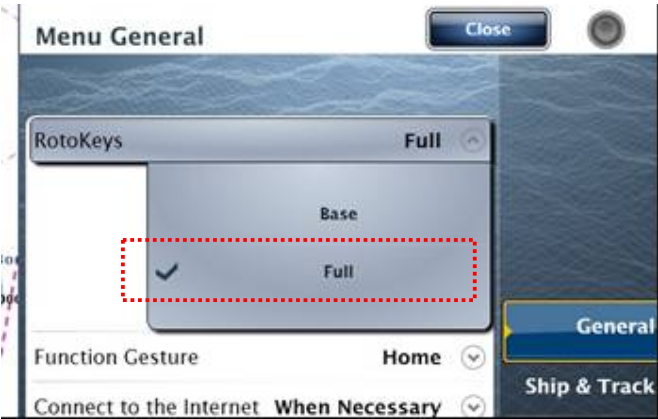 Menu General Close
RotoKeys Full
Base
Full
General
Function Gesture Home
Ship & Track
Connect to the Internet When Necessary